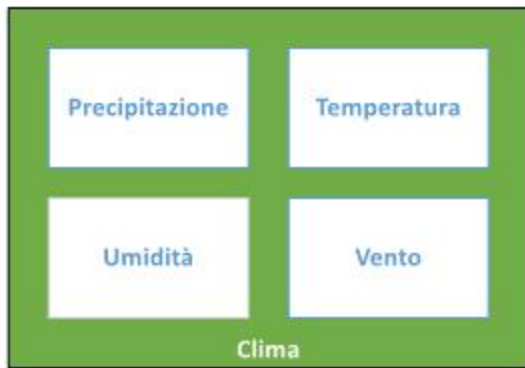 Precipitazione
Temperatura
Umidità
Vento
Clima